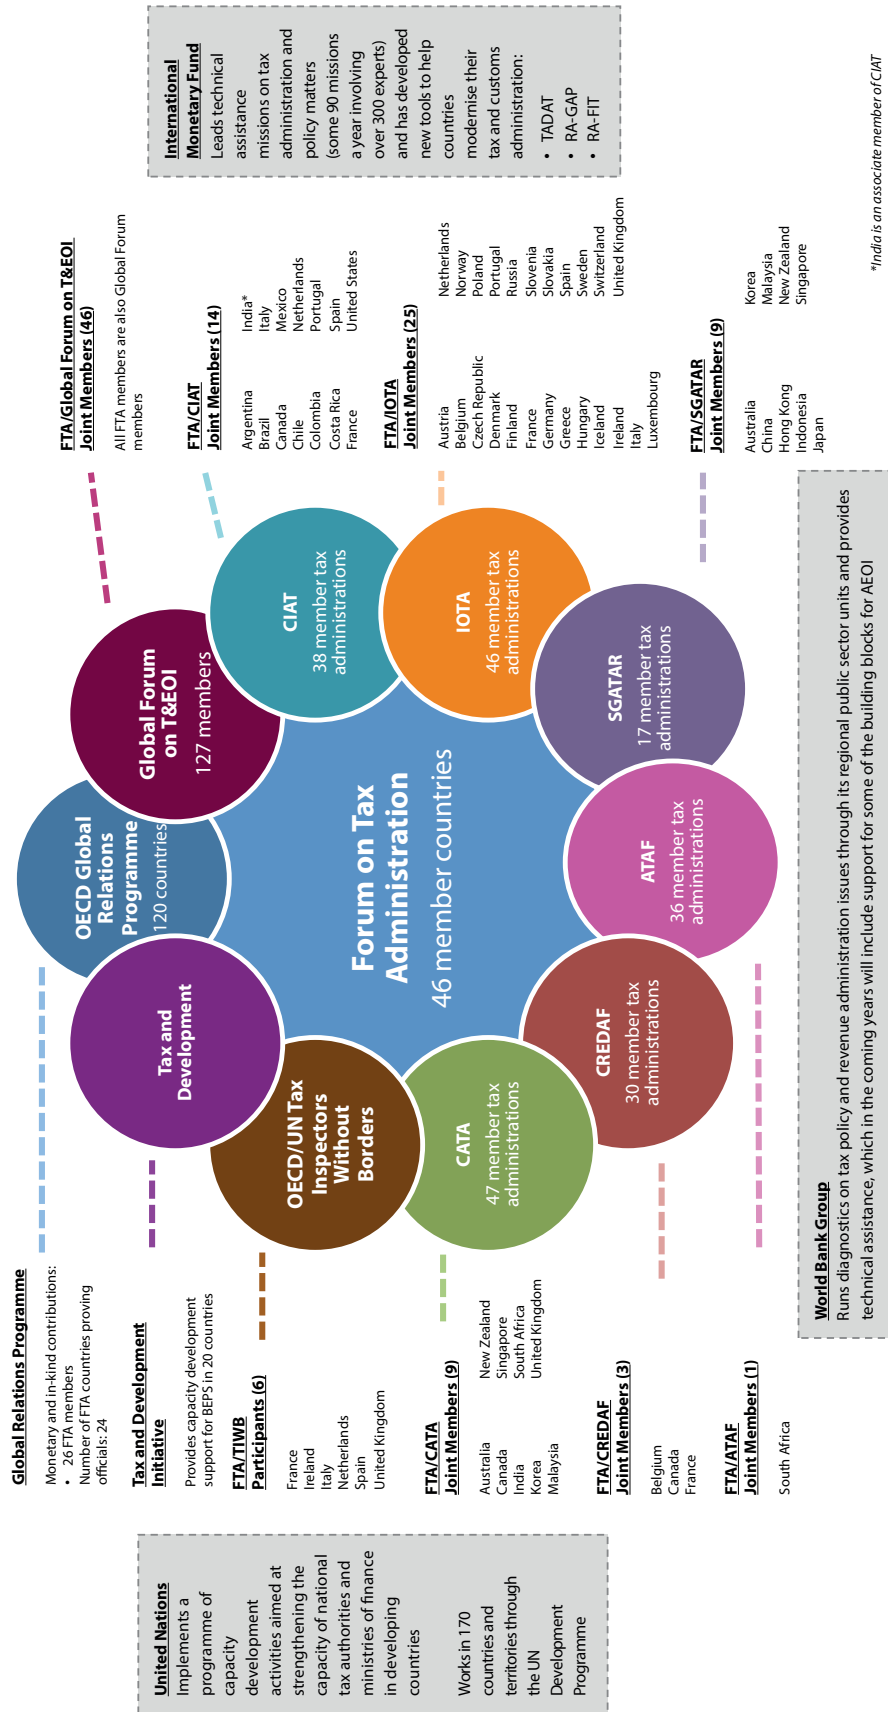 United Nations
Implements a
programme of
capacity
development
activities aimed at
strengthening the
capacity of national
tax authorities and
ministries of finance
in developing
countries
Works in 170
countries and
territories through
the UN
Development
Programme
Global Relations Programme
Monetary and in-kind contributions:
• 26 FTA members
Number of FTA countries proving
officials: 24
Tax and Development
Initiative
Provides capacity development
support for BEPS in 20 countries
FTA/TIWB
Participants (6)
France
Ireland
Italy
Netherlands
Spain
United Kingdom
FTA/CATA
Joint Members (9)
Australia
Canada
India
Korea
Malaysia
New Zealand
Singapore
South Africa
United Kingdom
FTA/CREDAF
Joint Members (3)
Belgium
Canada
France
FTA/ATAF
Joint Members (1)
South Africa
OECD Global
Relations
Programme
120 countries
Tax and
Development
OECD/UN Tax
Inspectors
Without
Borders
CATA
47 member tax
administrations
CREDAF
30 member tax
administrations
ATAF
36 member tax
administrations
SGATAR
17 member tax
administrations
IOTA
46 member tax
administrations
CIAT
38 member tax
administrations
Global Forum
on T&EOI
127 members
Forum on Tax
Administration
46 member countries
FTA/Global Forum on T&EOI
Joint Members (46)
All FTA members are also Global Forum
members
FTA/CIAT
Joint Members (14)
Argentina
Brazil
Canada
Chile
Colombia
Costa Rica
France
India*
Italy
Mexico
Netherlands
Portugal
Spain
United States
FTA/IOTA
Joint Members (25)
Austria
Belgium
Czech Republic
Denmark
Finland
France
Germany
Greece
Hungary
Iceland
Ireland
Italy
Luxembourg
Netherlands
Norway
Poland
Portugal
Russia
Slovenia
Slovakia
Spain
Sweden
Switzerland
United Kingdom
FTA/SGATAR
Joint Members (9)
Australia
China
Hong Kong
Indonesia
Japan
Korea
Malaysia
New Zealand
Singapore
International
Monetary Fund
Leads technical
assistance
missions on tax
administration and
policy matters
(some 90 missions
a year involving
over 300 experts)
and has developed
new tools to help
countries
modernise their
tax and customs
administration:
• TADAT
• RA-GAP
• RA-FIT
World Bank Group
Runs diagnostics on tax policy and revenue administration issues through its regional public sector units and provides
technical assistance, which in the coming years will include support for some of the building blocks for AEOI
*India is an associate member of CIAT